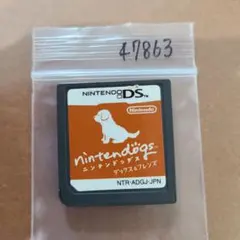 47863
NINTENDO DS
Nintendo
nintendogs
ニンテンドッグス
ダックス&フレンズ
NTR-ADGJ-JPN